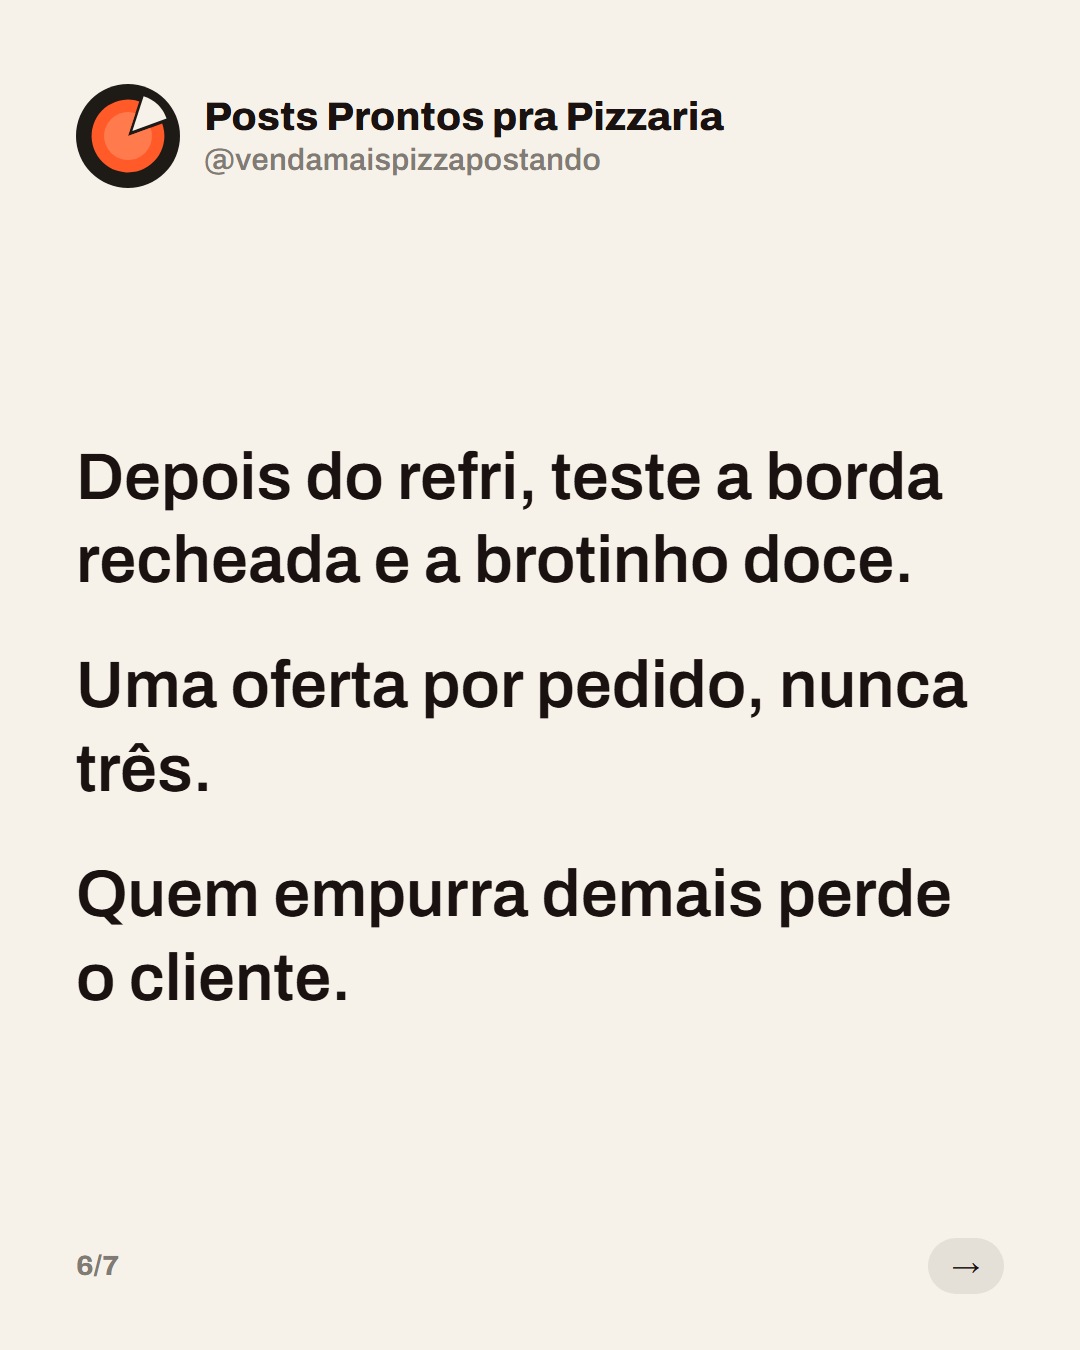 Posts Prontos pra Pizzaria
@vendamaispizzapostando
Depois do refri, teste a borda
recheada e a brotinho doce.
Uma oferta por pedido, nunca
três.
Quem empurra demais perde
o cliente.
6/7
→